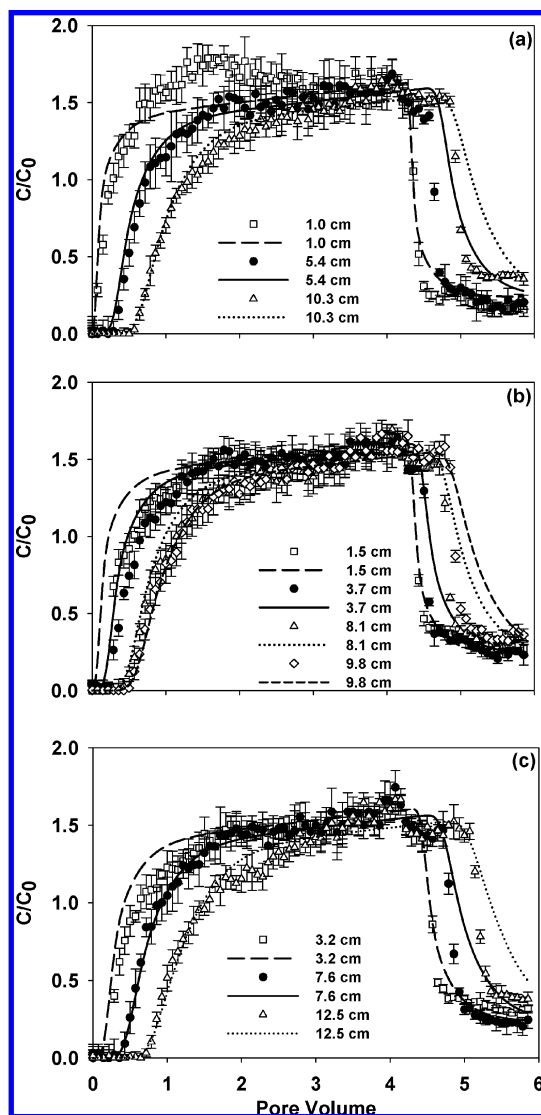 (a)
2.0
1.5
1.0
0.5
0.0
C/C0
1.0 cm
1.0 cm
5.4 cm
5.4 cm
10.3 cm
10.3 cm
(b)
2.0
1.5
1.0
0.5
0.0
C/C0
1.5 cm
1.5 cm
3.7 cm
3.7 cm
8.1 cm
8.1 cm
9.8 cm
9.8 cm
(c)
2.0
1.5
1.0
0.5
0.0
C/C0
3.2 cm
3.2 cm
7.6 cm
7.6 cm
12.5 cm
12.5 cm
0 1 2 3 4 5 6
Pore Volume